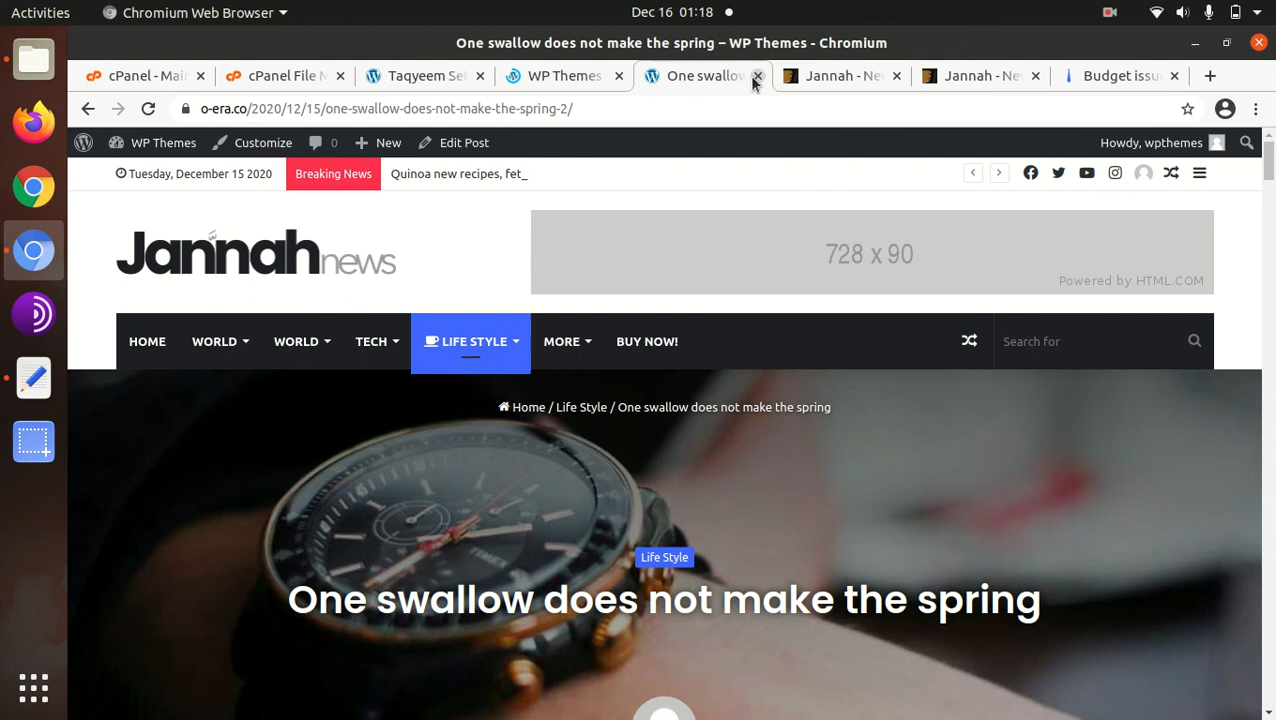 Activities Chromium Web Browser Dec 16 01:18
One swallow does not make the spring – WP Themes - Chromium
cPanel - Mai cPanel File M Taqyeem Se WP Themes One swallow Jannah - Ne Jannah - Ne Budget issu
o-era.co/2020/12/15/one-swallow-does-not-make-the-spring-2/
WP Themes Customize 0 New Edit Post Howdy, wpthemes
Tuesday, December 15 2020 Breaking News Quinoa new recipes, fet_
Jannah news
728 x 90
Powered by HTML.COM
HOME WORLD WORLD TECH LIFE STYLE MORE BUY NOW! Search for
Home / Life Style / One swallow does not make the spring
Life Style
One swallow does not make the spring